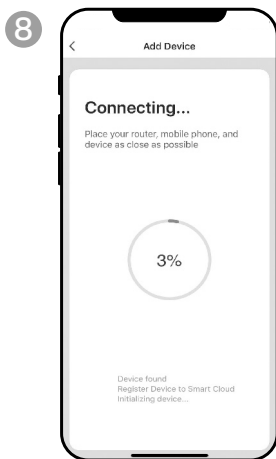 8
Add Device
Connecting...
Place your router, mobile phone, and
device as close as possible
3%
Device found
Register Device to Smart Cloud
Initializing device...